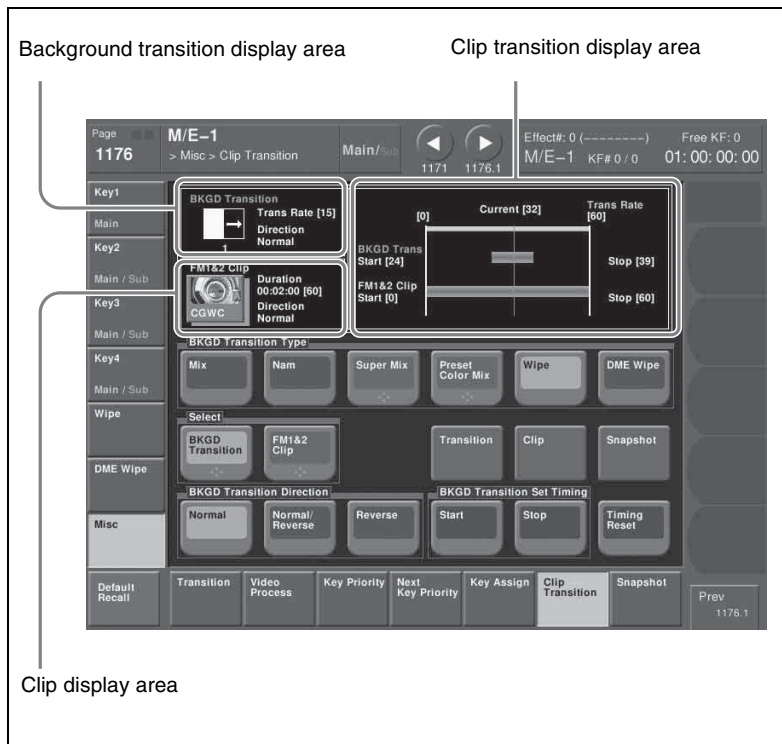 Background transition display area
Clip transition display area
Page
1176
M/E–1
> Misc > Clip Transition
Main/Sub
1171
1176.1
Effect#: 0 (--------)
M/E–1 KF# 0 / 0
Free KF: 0
01: 00: 00: 00
Key1
Main
Key2
Main / Sub
Key3
Main / Sub
Key4
Main / Sub
Wipe
DME Wipe
Misc
Default
Recall
BKGD Transition
1
Trans Rate [15]
Direction
Normal
FM1&2 Clip
CGWC
Duration
00:02:00 [60]
Direction
Normal
[0]
Current [32]
Trans Rate
[60]
BKGD Trans
Start [24]
Stop [39]
FM1&2 Clip
Start [0]
Stop [60]
BKGD Transition Type
Mix
Nam
Super Mix
Preset
Color Mix
Wipe
DME Wipe
Select
BKGD
Transition
FM1&2
Clip
Transition
Clip
Snapshot
BKGD Transition Direction
Normal
Normal/
Reverse
Reverse
BKGD Transition Set Timing
Start
Stop
Timing
Reset
Transition
Video
Process
Key Priority
Next
Key Priority
Key Assign
Clip
Transition
Snapshot
Prev
1176.1
Clip display area